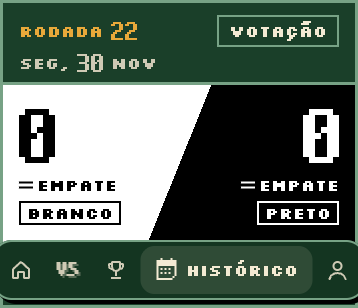 RODADA 22
VOTAÇÃO
SEG, 30 NOV
0
0
=EMPATE
=EMPATE
BRANCO
PRETO
VS
HISTÓRICO